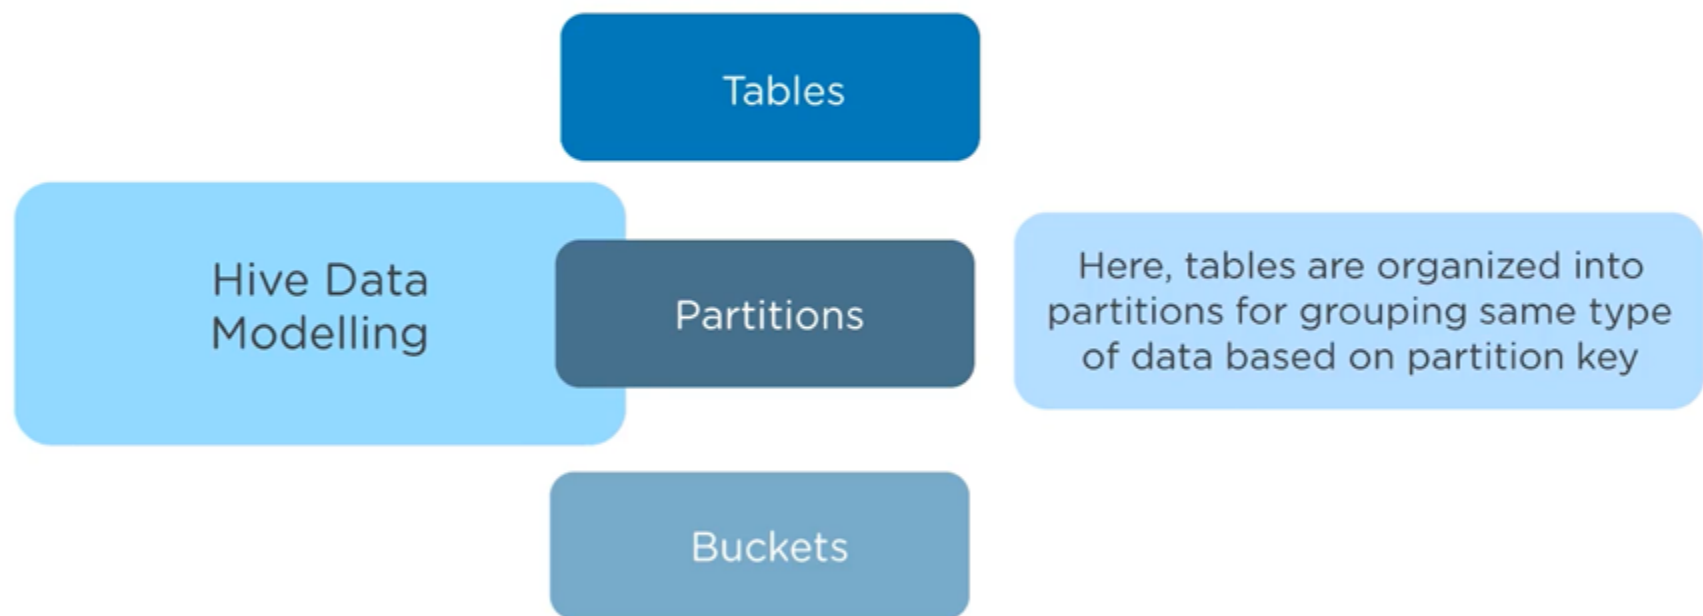 Tables
Hive Data
Modelling
Partitions
Here, tables are organized into
partitions for grouping same type
of data based on partition key
Buckets